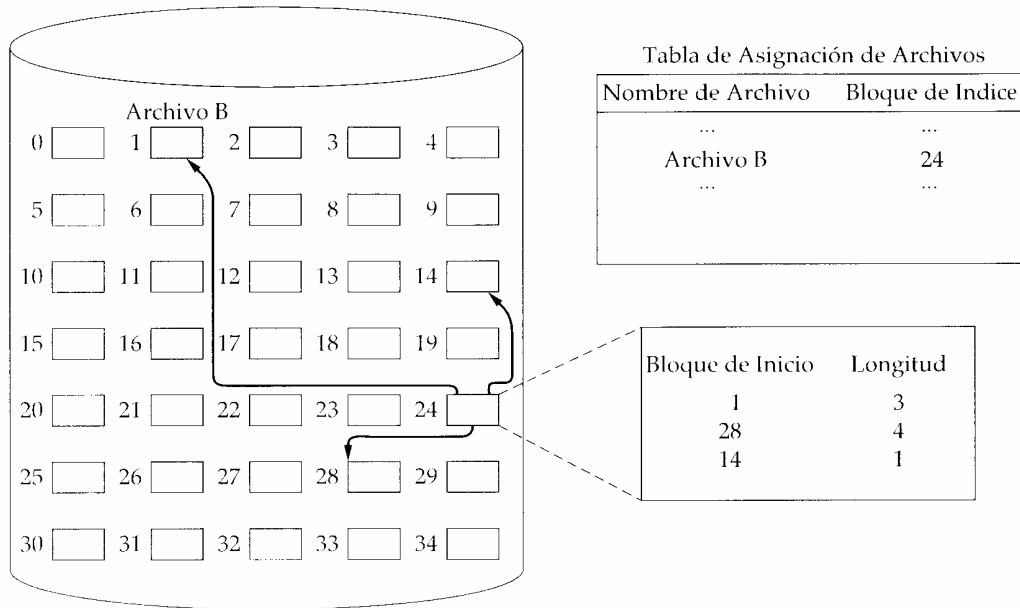 Archivo B
0 1 2 3 4
5 6 7 8 9
10 11 12 13 14
15 16 17 18 19
20 21 22 23 24
25 26 27 28 29
30 31 32 33 34
Tabla de Asignación de Archivos
Nombre de Archivo Bloque de Indice
... ...
Archivo B 24
... ...
Bloque de Inicio Longitud
1 3
28 4
14 1